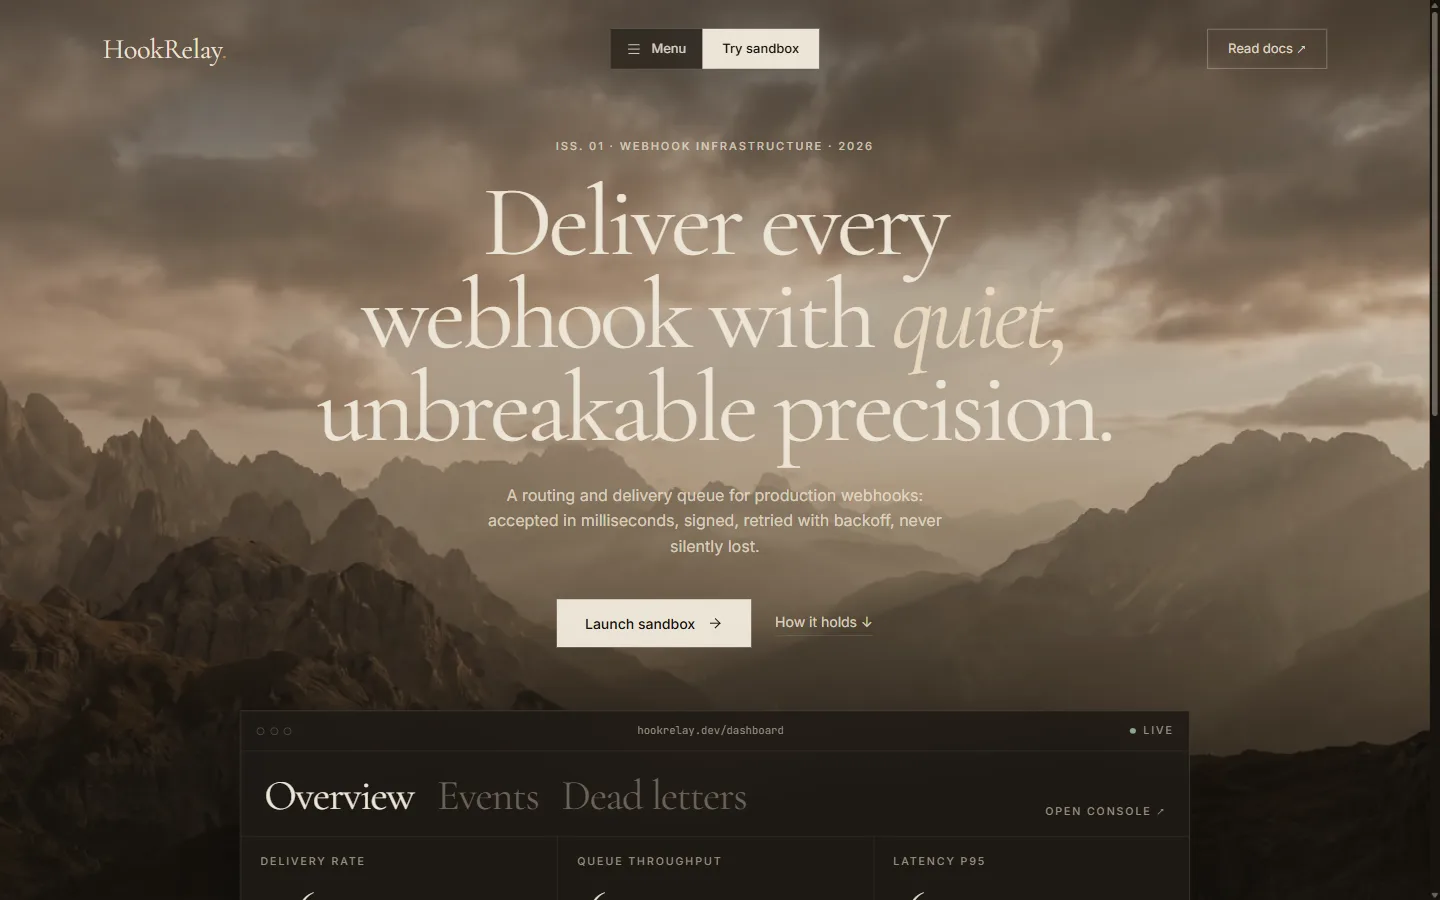 HookRelay.
Menu
Try sandbox
Read docs ↗
ISS. 01 · WEBHOOK INFRASTRUCTURE · 2026
Deliver every
webhook with quiet,
unbreakable precision.
A routing and delivery queue for production webhooks:
accepted in milliseconds, signed, retried with backoff, never
silently lost.
Launch sandbox →
How it holds ↓
hookrelay.dev/dashboard
LIVE
Overview
Events
Dead letters
OPEN CONSOLE ↗
DELIVERY RATE
QUEUE THROUGHPUT
LATENCY P95